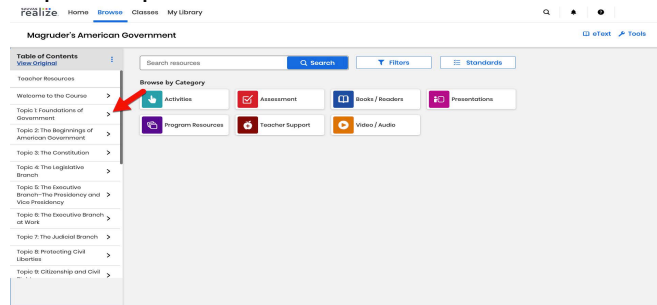 realize. Home Browse Classes My Library
Magruder's American Government
eText Tools
Table of Contents
View Original
Teacher Resources
Welcome to the Course
Topic 1: Foundations of
Government
Topic 2: The Beginnings of
American Government
Topic 3: The Constitution
Topic 4: The Legislative
Branch
Topic 5: The Executive
Branch–The Presidency and
Vice Presidency
Topic 6: The Executive Branch
at Work
Topic 7: The Judicial Branch
Topic 8: Protecting Civil
Liberties
Topic 9: Citizenship and Civil
Search resources
Search
Filters
Standards
Browse by Category
Activities
Assessment
Books / Readers
Presentations
Program Resources
Teacher Support
Video / Audio